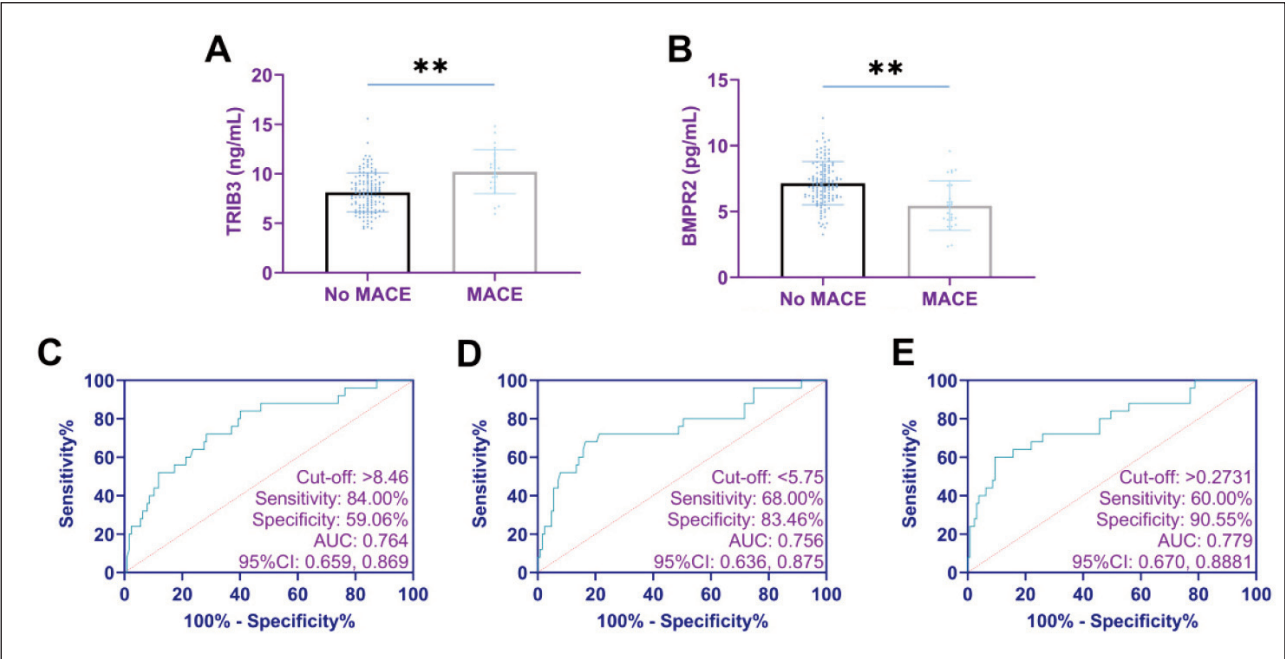 A
**
TRIB3 (ng/mL)
20
15
10
5
0
No MACE
MACE
B
**
BMPR2 (pg/mL)
15
10
5
0
No MACE
MACE
C
Sensitivity%
100
80
60
40
20
0
Cut-off: >8.46
Sensitivity: 84.00%
Specificity: 59.06%
AUC: 0.764
95%CI: 0.659, 0.869
0 20 40 60 80 100
100% - Specificity%
D
Sensitivity%
100
80
60
40
20
0
Cut-off: <5.75
Sensitivity: 68.00%
Specificity: 83.46%
AUC: 0.756
95%CI: 0.636, 0.875
0 20 40 60 80 100
100% - Specificity%
E
Sensitivity%
100
80
60
40
20
0
Cut-off: >0.2731
Sensitivity: 60.00%
Specificity: 90.55%
AUC: 0.779
95%CI: 0.670, 0.8881
0 20 40 60 80 100
100% - Specificity%